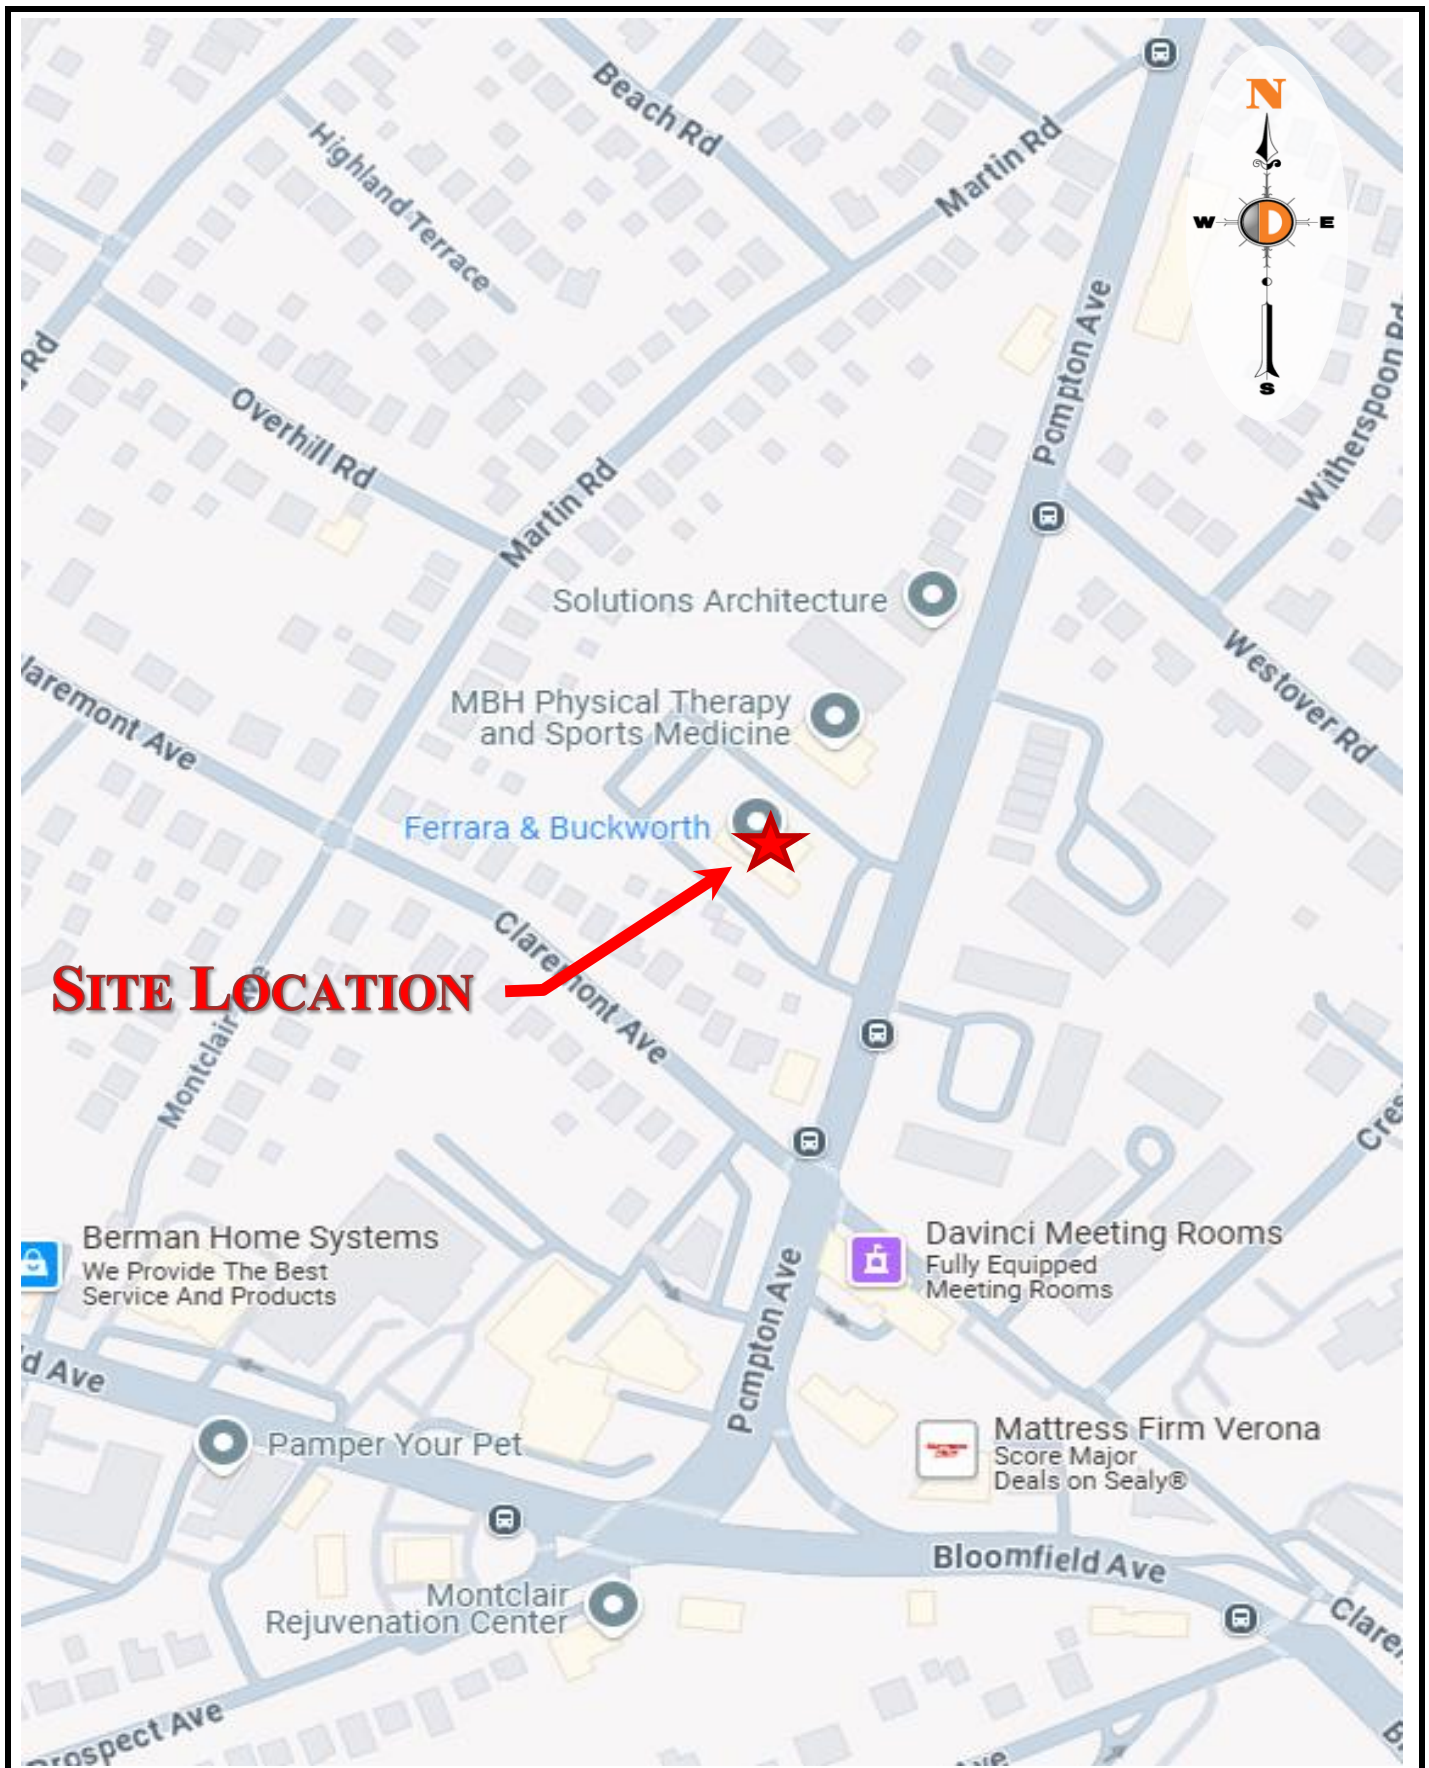 Beach Rd
N
Highland Terrace
Martin Rd
W
D
E
Pompton Ave
Rd
S
Overhill Rd
Witherspoon Rd
Martin Rd
Solutions Architecture
Westover Rd
laremont Ave
MBH Physical Therapy
and Sports Medicine
Ferrara & Buckworth
SITE LOCATION
Claremont Ave
Montclair Ave
Cres
Berman Home Systems
We Provide The Best
Service And Products
Davinci Meeting Rooms
Fully Equipped
Meeting Rooms
Pompton Ave
d Ave
Pamper Your Pet
Mattress Firm Verona
Score Major
Deals on Sealy®
Bloomfield Ave
Montclair
Rejuvenation Center
Clare
Prospect Ave
Ave